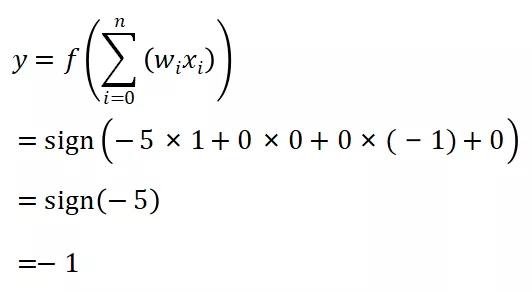 y = f(∑_{i=0}^{n} (w_i x_i))
= sign(− 5 × 1 + 0 × 0 + 0 × ( − 1) + 0)
= sign(− 5)
=− 1